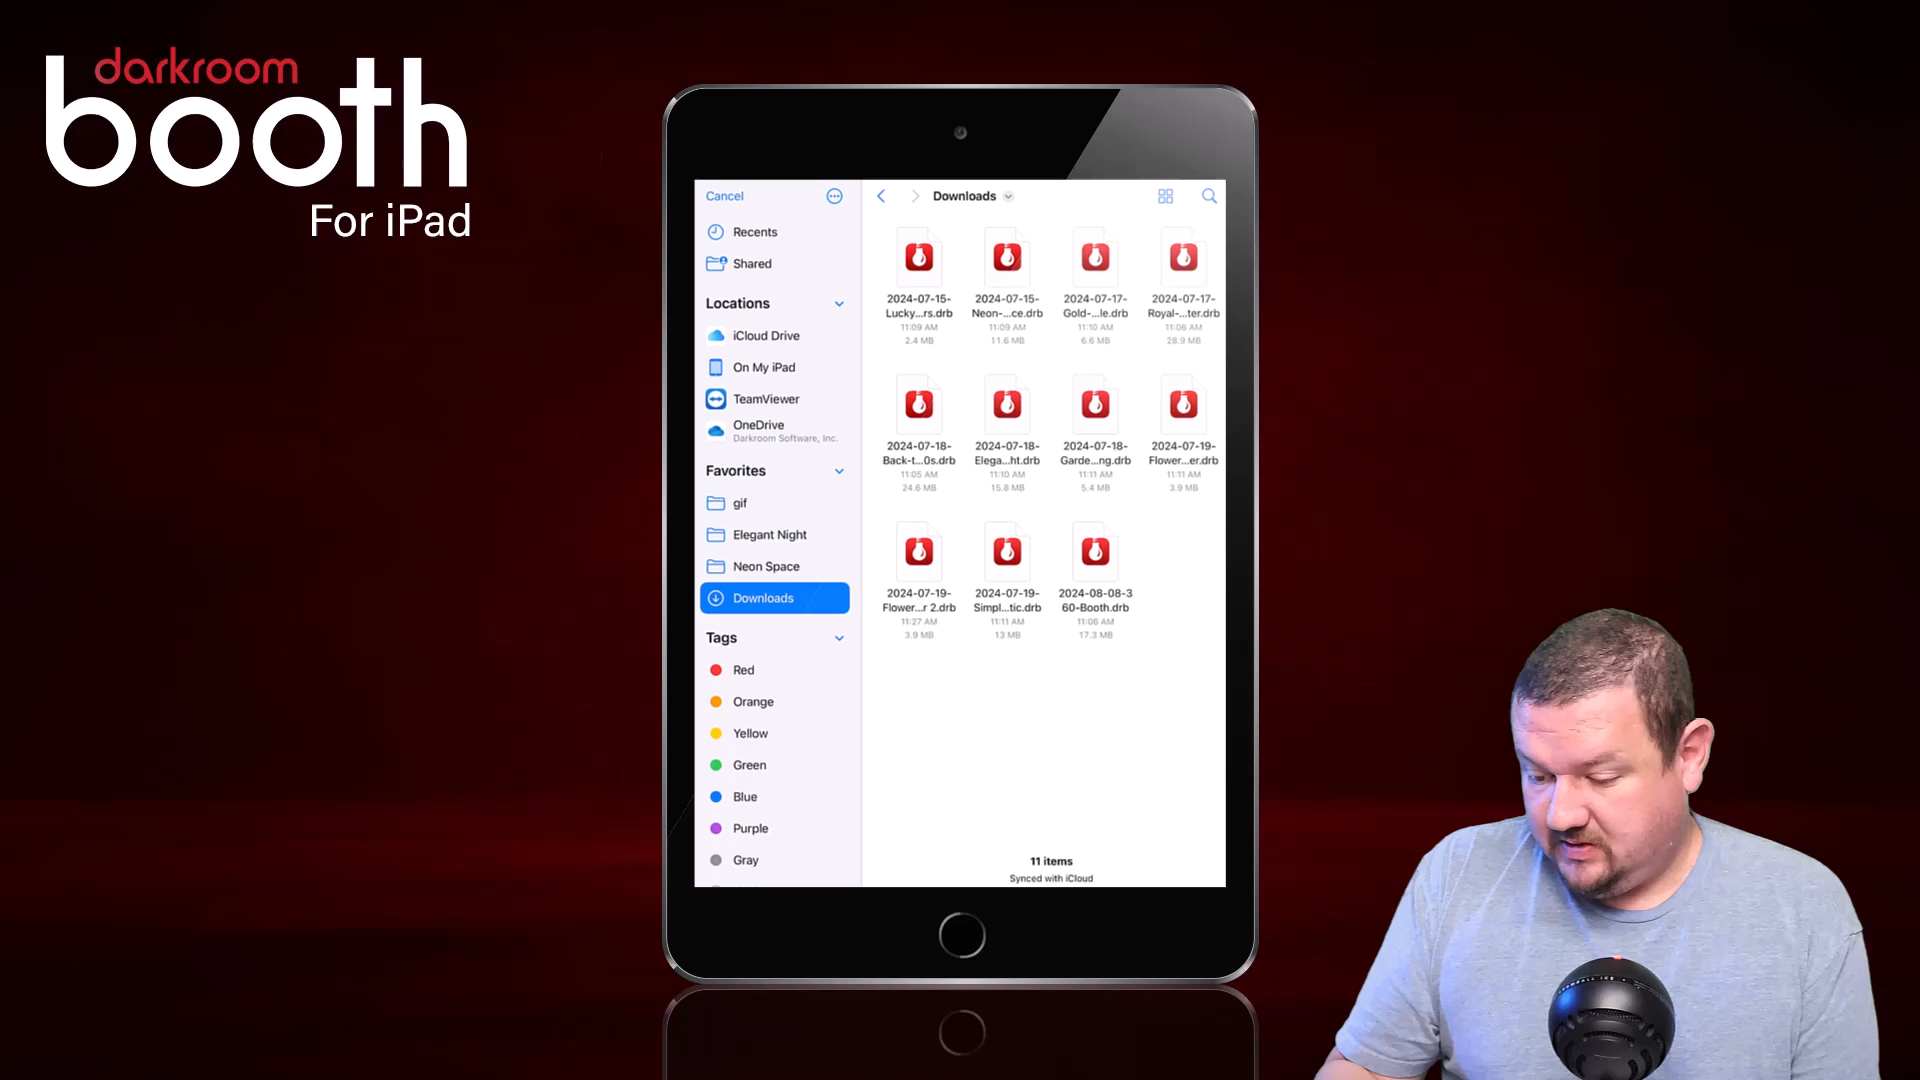 darkroom
booth
For iPad
Cancel
Downloads
Recents
Shared
Locations
iCloud Drive
On My iPad
TeamViewer
OneDrive
Darkroom Software, Inc.
Favorites
gif
Elegant Night
Neon Space
Downloads
Tags
Red
Orange
Yellow
Green
Blue
Purple
Gray
2024-07-15-
Lucky...rs.drb
11:09 AM
2.4 MB
2024-07-15-
Neon-...ce.drb
11:09 AM
11.6 MB
2024-07-17-
Gold-...le.drb
11:10 AM
6.6 MB
2024-07-17-
Royal-...ter.drb
11:06 AM
28.9 MB
2024-07-18-
Back-t...0s.drb
11:05 AM
24.6 MB
2024-07-18-
Elega...ht.drb
11:10 AM
15.8 MB
2024-07-18-
Garde...ng.drb
11:11 AM
5.4 MB
2024-07-19-
Flower...er.drb
11:11 AM
3.9 MB
2024-07-19-
Flower...r 2.drb
11:27 AM
3.9 MB
2024-07-19-
Simpl...tic.drb
11:11 AM
13 MB
2024-08-08-3
60-Booth.drb
11:06 AM
17.3 MB
11 items
Synced with iCloud